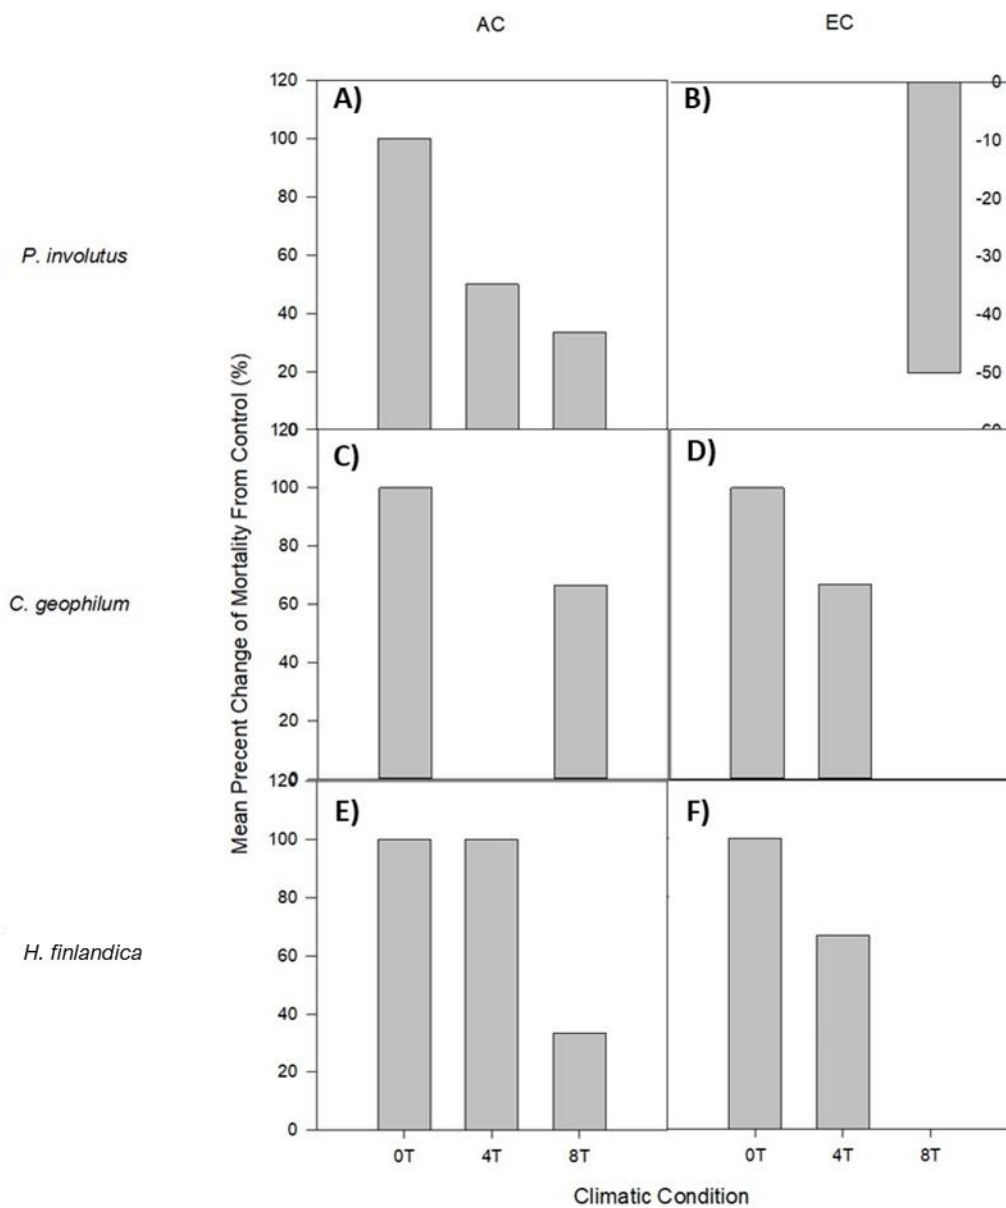 AC EC
120 A) B) 0
100 -10
80 -20
P. involutus 60 -30
40 -40
20 -50
120 -60
C) D)
100
80
C. geophilum 60
40
20
120
E) F)
100
80
H. finlandica 60
40
20
0
0T 4T 8T 0T 4T 8T
Climatic Condition
Mean Precent Change of Mortality From Control (%)